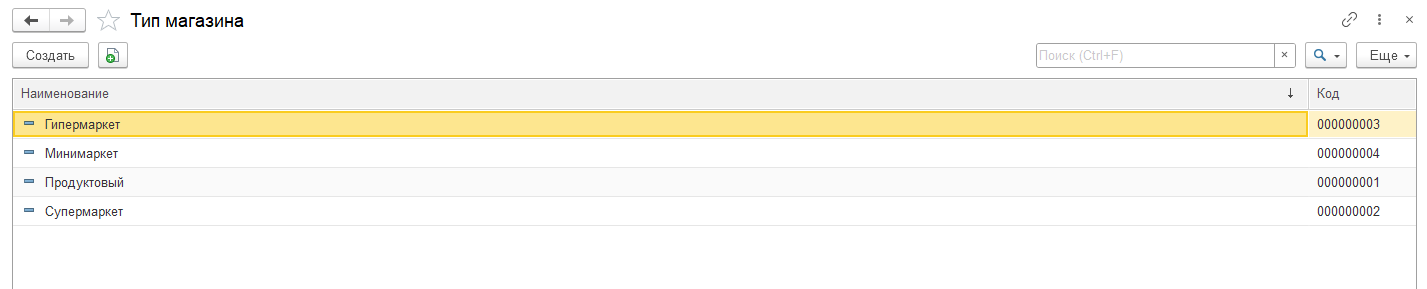 Тип магазина
Создать
Поиск (Ctrl+F)
×
Еще
Наименование ↓ Код
Гипермаркет 000000003
Минимаркет 000000004
Продуктовый 000000001
Супермаркет 000000002